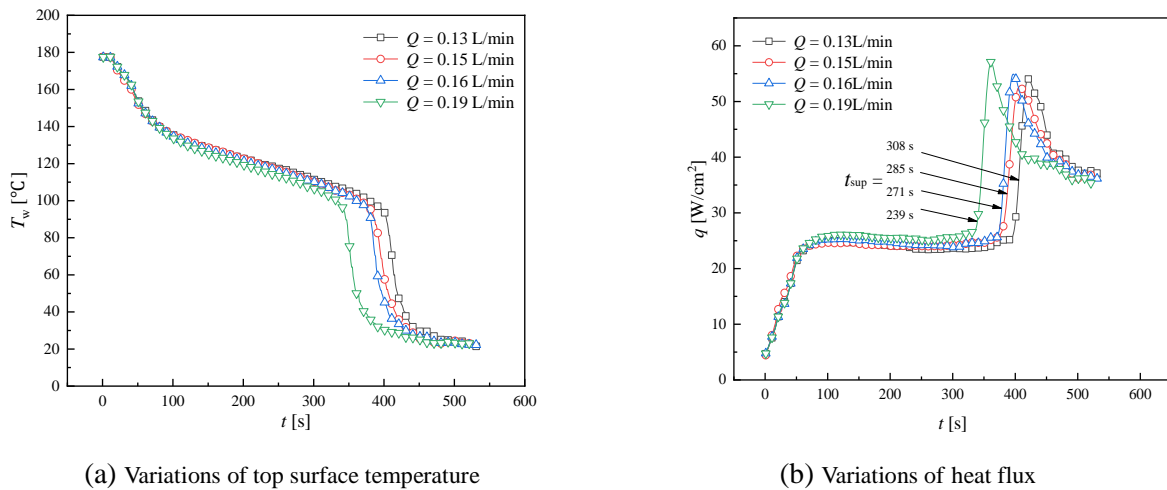 (a)
200
180
160
140
120
100
80
60
40
20
0
T_w [℃]
Q = 0.13 L/min
Q = 0.15 L/min
Q = 0.16 L/min
Q = 0.19 L/min
0 100 200 300 400 500 600
t [s]
(a) Variations of top surface temperature
(b)
60
50
40
30
20
10
0
q [W/cm²]
Q = 0.13L/min
Q = 0.15L/min
Q = 0.16L/min
Q = 0.19L/min
t_sup =
308 s
285 s
271 s
239 s
0 100 200 300 400 500 600
t [s]
(b) Variations of heat flux